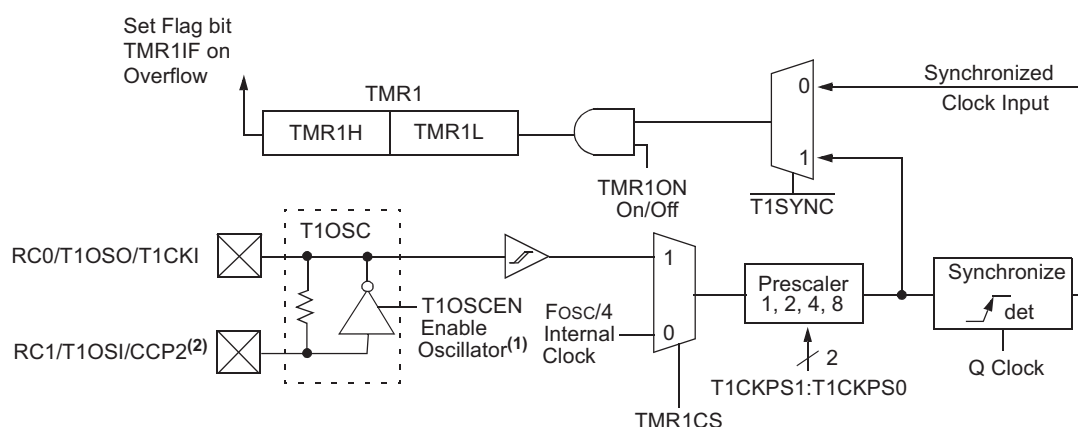 Set Flag bit
TMR1IF on
Overflow
TMR1
TMR1H
TMR1L
TMR1ON
On/Off
0
1
T1SYNC
Synchronized
Clock Input
RC0/T1OSO/T1CKI
T1OSC
RC1/T1OSI/CCP2(2)
T1OSCEN
Enable
Oscillator(1)
FOSC/4
Internal
Clock
1
0
TMR1CS
Prescaler
1, 2, 4, 8
2
T1CKPS1:T1CKPS0
Synchronize
det
Q Clock